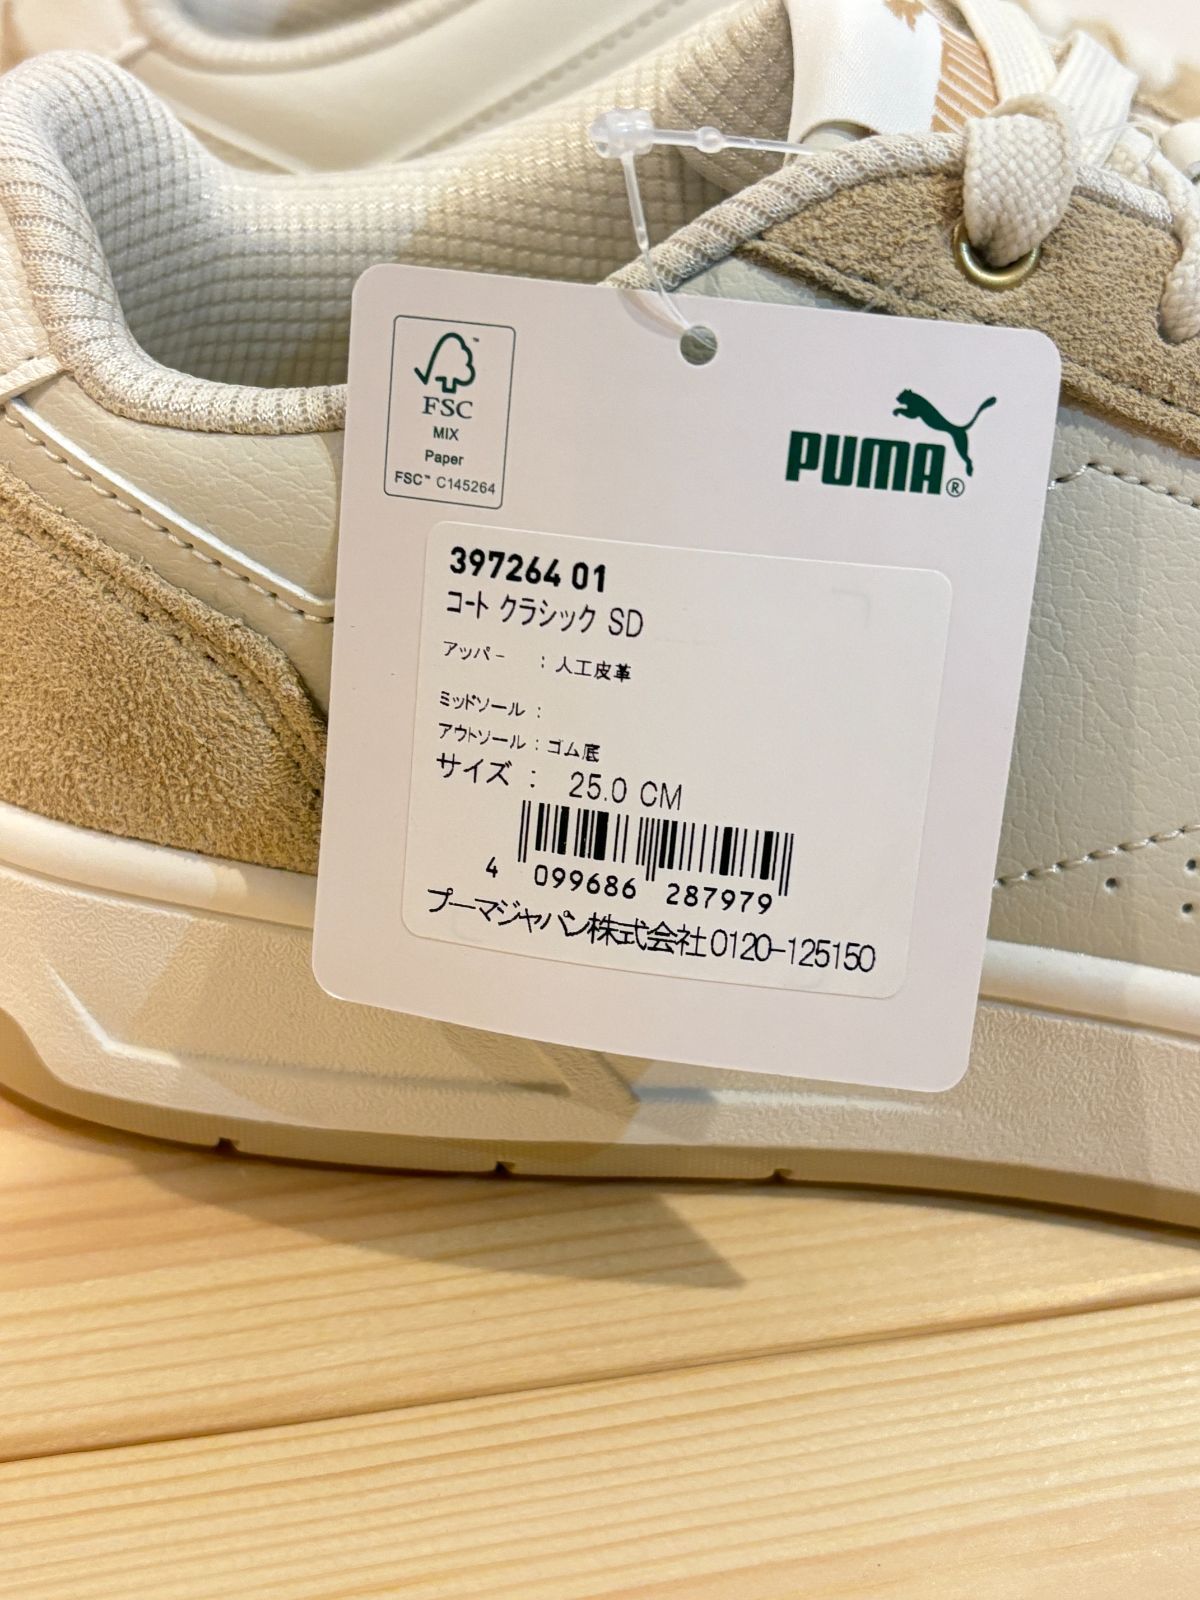 FSC
MIX
Paper
FSC™ C145264
PUMA®
397264 01
コート クラシック SD
アッパー : 人工皮革
ミッドソール :
アウトソール : ゴム底
サイズ : 25.0 CM
4 099686 287979
プーマジャパン株式会社0120-125150